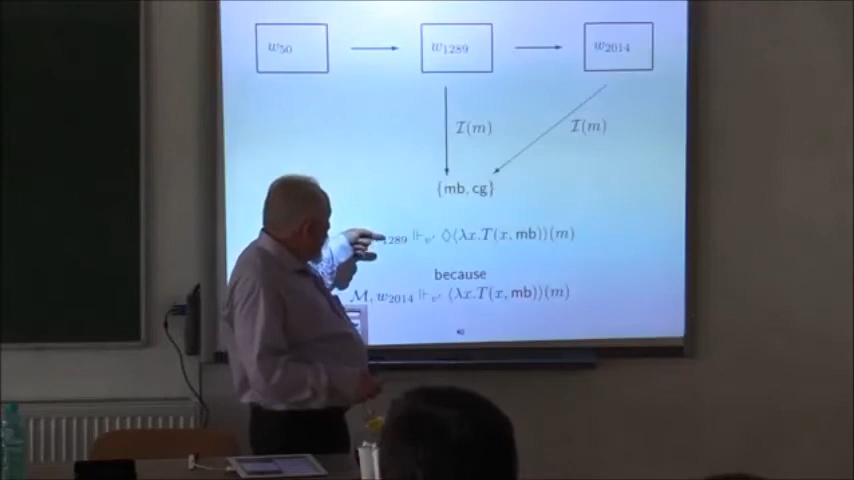 w₅₀ w₁₂₈₉ w₂₀₁₄
𝓘(m) 𝓘(m)
{mb, cg}
₁₂₈₉ ⊩ᵥ′ ◊⟨λx.T(x, mb)⟩(m)
because
𝓜, w₂₀₁₄ ⊩ᵥ′ ⟨λx.T(x, mb)⟩(m)